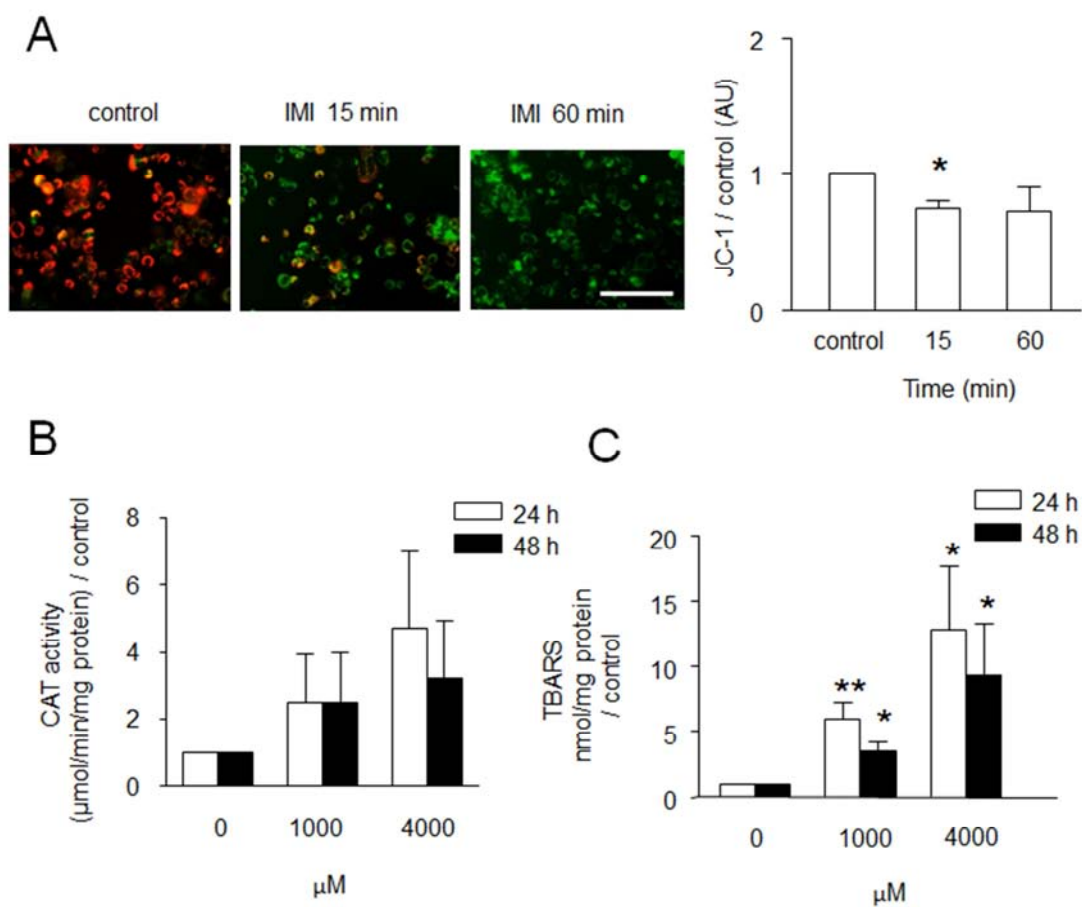 A
control
IMI 15 min
IMI 60 min
JC-1 / control (AU)
2
1
0
*
control 15 60
Time (min)
B
CAT activity
(µmol/min/mg protein) / control
24 h
48 h
8
6
4
2
0
0 1000 4000
µM
C
TBARS
nmol/mg protein
/ control
24 h
48 h
20
15
10
5
0
** * * *
0 1000 4000
µM